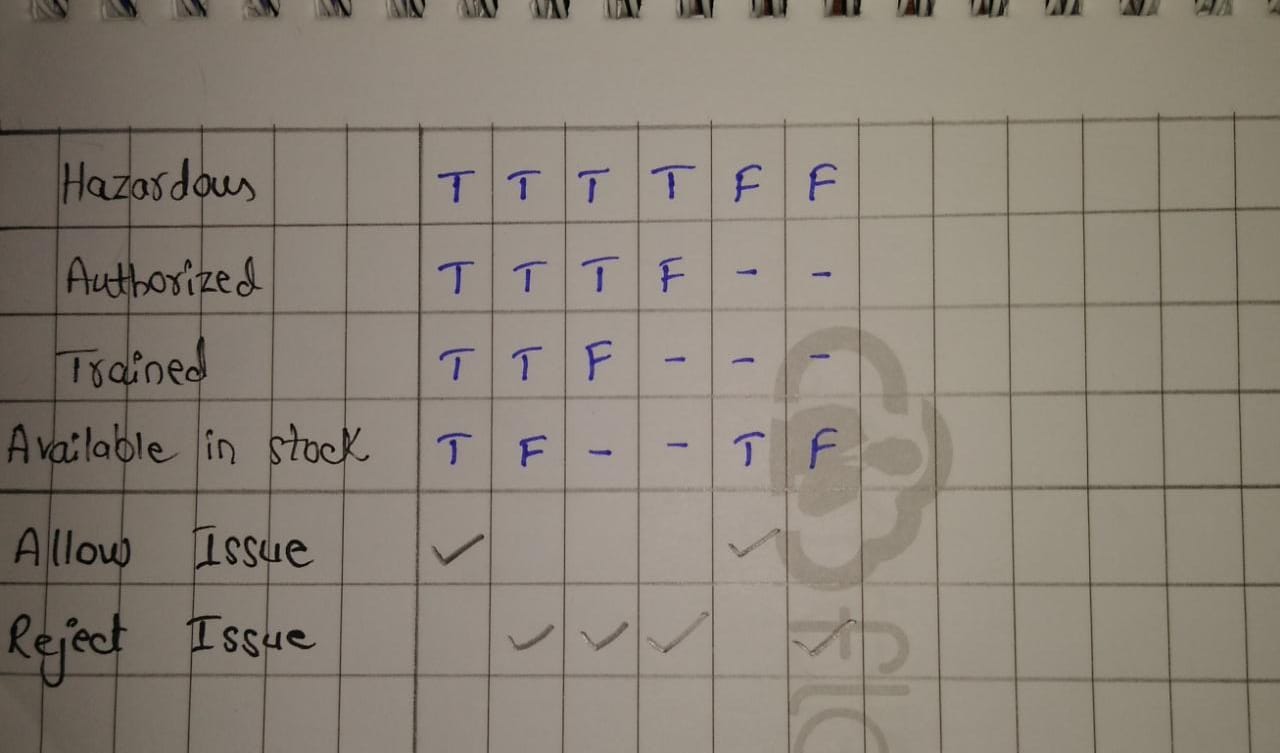 Hazardous T T T T F F
Authorized T T T F - -
Trained T T F - - -
Available in stock T F - - T F
Allow Issue ✓ ✓
Reject Issue ✓ ✓ ✓ ✓